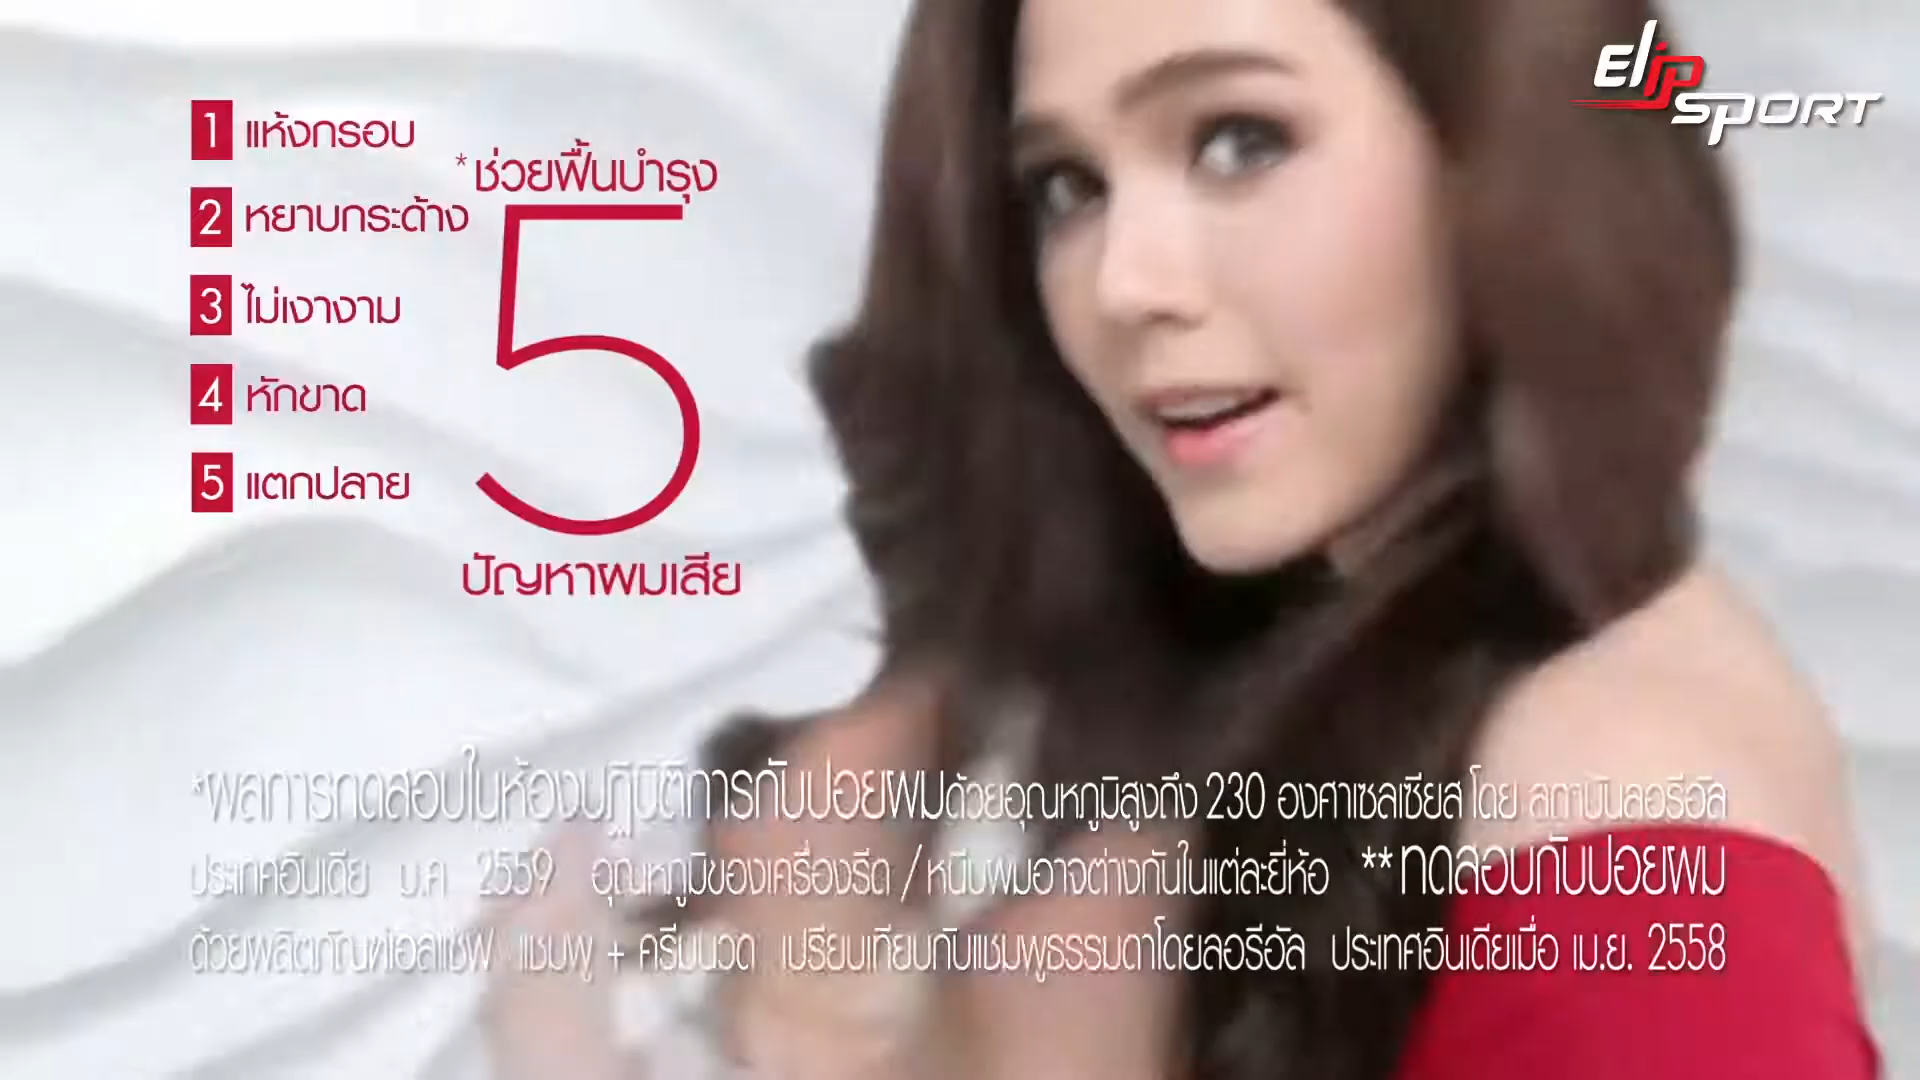 Elip
SPORT
1 แห้งกรอบ
2 หยาบกระด้าง
3 ไม่เงางาม
4 หักขาด
5 แตกปลาย
*ช่วยฟื้นบำรุง
5
ปัญหาผมเสีย
*ผลการทดสอบในห้องปฏิบัติการกับปอยผมด้วยอุณหภูมิสูงถึง 230 องศาเซลเซียส โดย สถาบันลอรีอัล
ประเทศอินเดีย ม.ค 2559 อุณหภูมิของเครื่องรีด / หนีบผมอาจต่างกันในแต่ละยี่ห้อ **ทดสอบกับปอยผม
ด้วยผลิตภัณฑ์เอลแซฟ แชมพู + ครีมนวด เปรียบเทียบกับแชมพูธรรมดาโดยลอรีอัล ประเทศอินเดียเมื่อ เม.ย. 2558